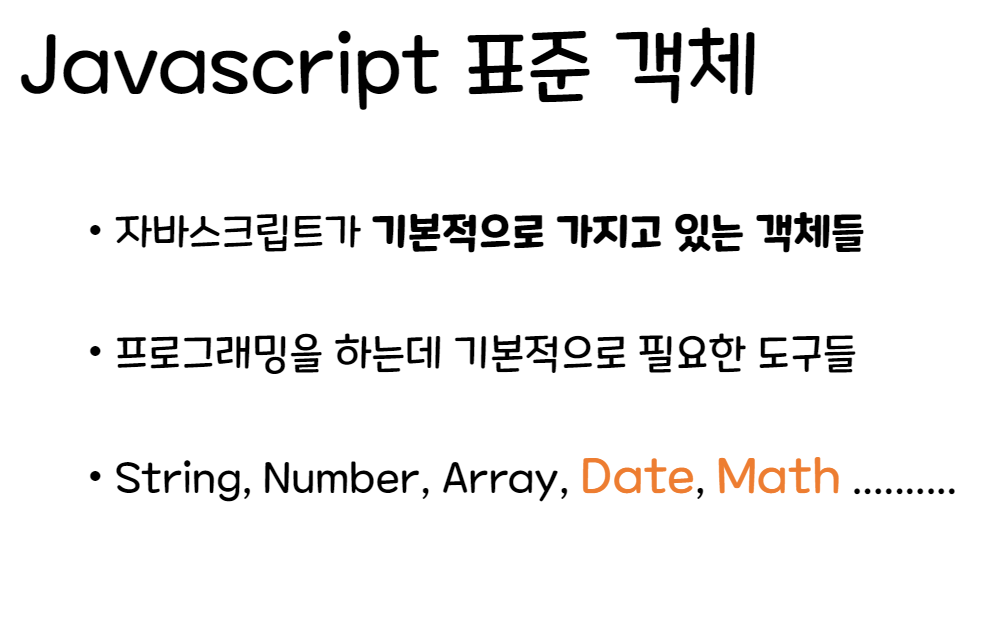 Javascript 표준 객체
• 자바스크립트가 기본적으로 가지고 있는 객체들
• 프로그래밍을 하는데 기본적으로 필요한 도구들
• String, Number, Array, Date, Math ..........